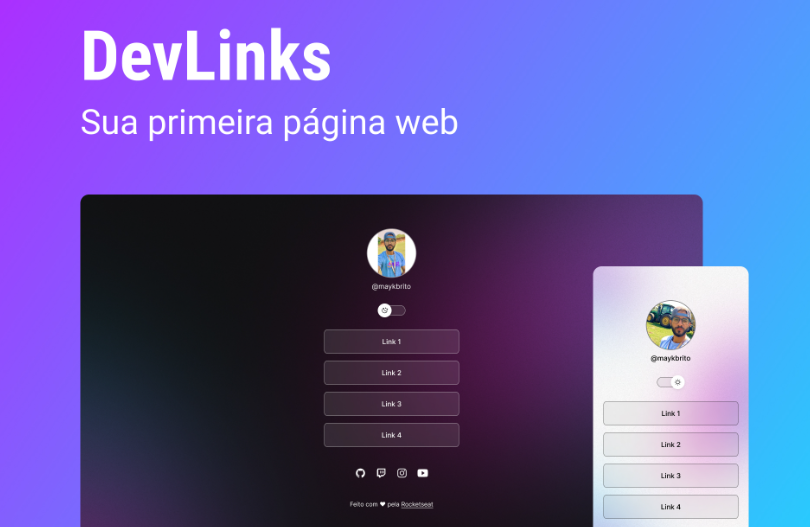 DevLinks
Sua primeira página web
@maykbrito
Link 1
Link 2
Link 3
Link 4
Feito com ♥ pela Rocketseat
@maykbrito
Link 1
Link 2
Link 3
Link 4